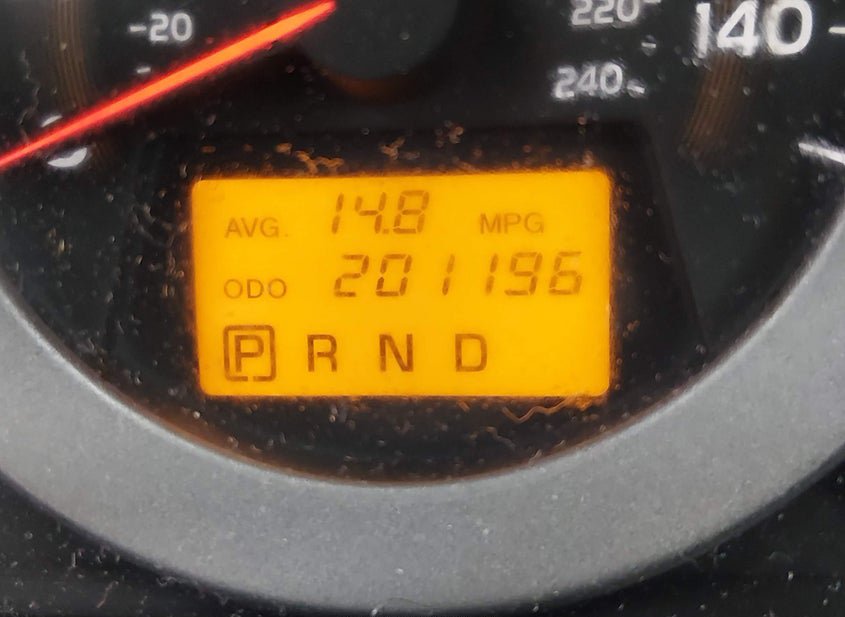 -20
220-
140-
240
AVG. 14.8 MPG
ODO 201196
P R N D